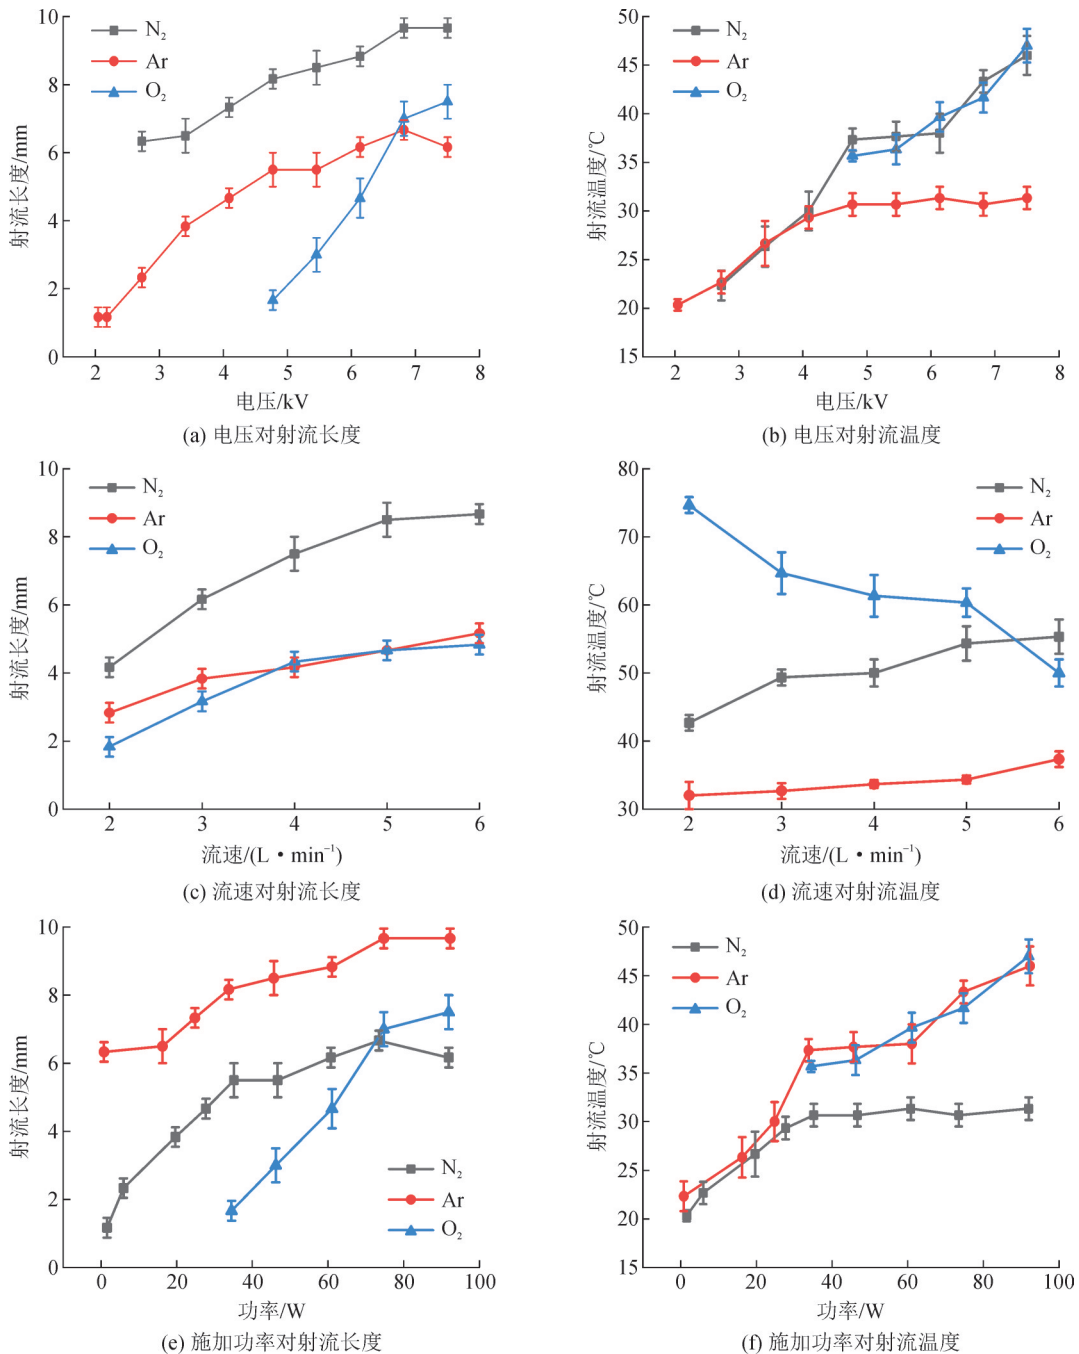 10
8
6
4
2
0
射流长度/mm
N₂
Ar
O₂
2 3 4 5 6 7 8
电压/kV
(a) 电压对射流长度
50
45
40
35
30
25
20
15
射流温度/℃
N₂
Ar
O₂
2 3 4 5 6 7 8
电压/kV
(b) 电压对射流温度
10
8
6
4
2
0
射流长度/mm
N₂
Ar
O₂
2 3 4 5 6
流速/(L·min⁻¹)
(c) 流速对射流长度
80
70
60
50
40
30
射流温度/℃
N₂
Ar
O₂
2 3 4 5 6
流速/(L·min⁻¹)
(d) 流速对射流温度
10
8
6
4
2
0
射流长度/mm
N₂
Ar
O₂
0 20 40 60 80 100
功率/W
(e) 施加功率对射流长度
50
45
40
35
30
25
20
15
射流温度/℃
N₂
Ar
O₂
0 20 40 60 80 100
功率/W
(f) 施加功率对射流温度